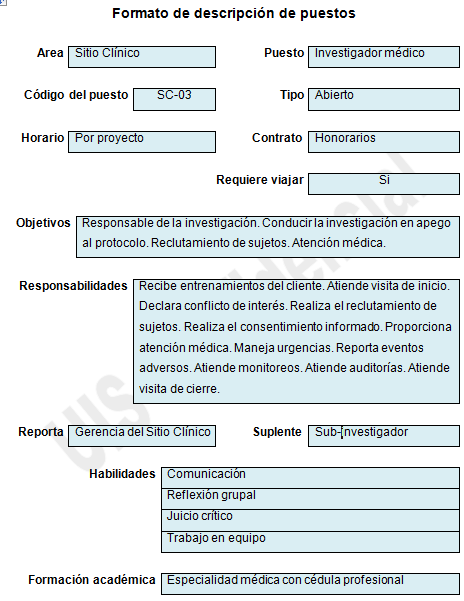 Formato de descripción de puestos
Area Sitio Clínico Puesto Investigador médico
Código del puesto SC-03 Tipo Abierto
Horario Por proyecto Contrato Honorarios
Requiere viajar Si
Objetivos Responsable de la investigación. Conducir la investigación en apego
al protocolo. Reclutamiento de sujetos. Atención médica.
Responsabilidades Recibe entrenamientos del cliente. Atiende visita de inicio.
Declara conflicto de interés. Realiza el reclutamiento de
sujetos. Realiza el consentimiento informado. Proporciona
atención médica. Maneja urgencias. Reporta eventos
adversos. Atiende monitoreos. Atiende auditorías. Atiende
visita de cierre.
Reporta Gerencia del Sitio Clínico Suplente Sub-Investigador
Habilidades Comunicación
Reflexión grupal
Juicio crítico
Trabajo en equipo
Formación académica Especialidad médica con cédula profesional